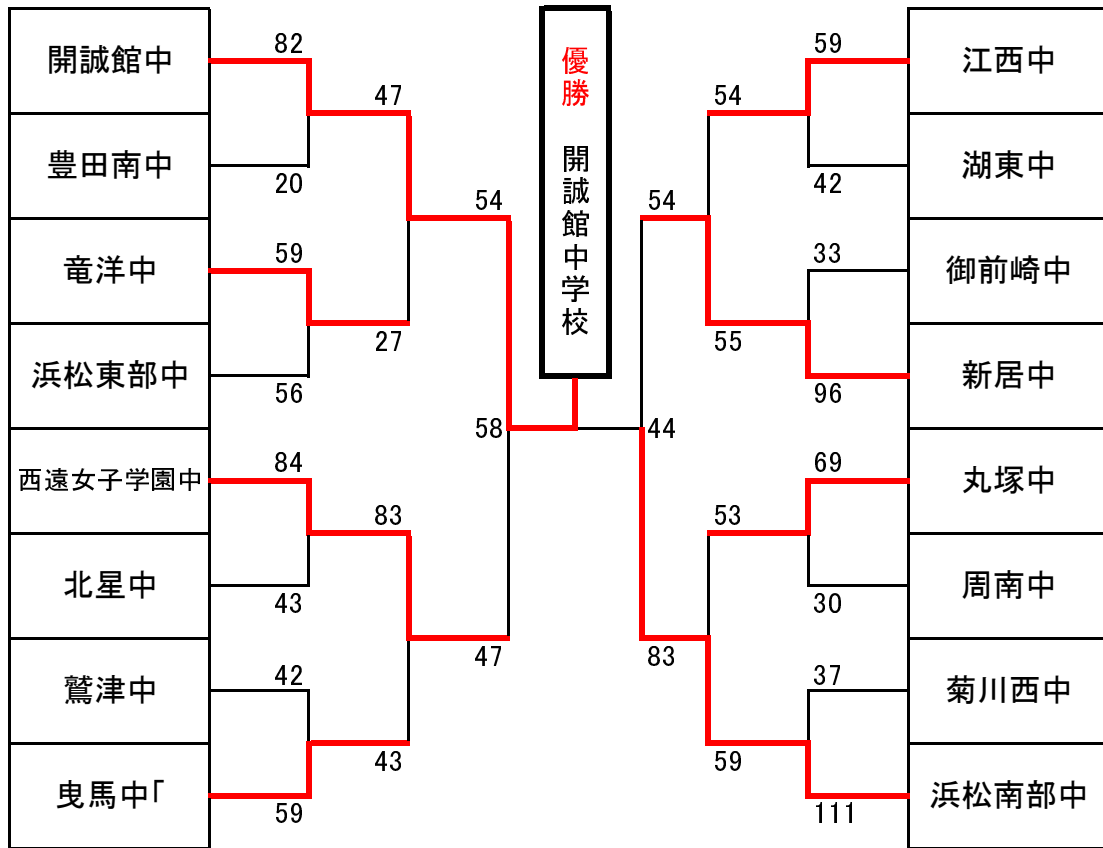 開誠館中
豊田南中
竜洋中
浜松東部中
西遠女子学園中
北星中
鷲津中
曳馬中「
82
20
59
56
84
43
42
59
47
27
83
43
54
47
58
優勝 開誠館中学校
44
54
83
54
55
53
59
59
42
33
96
69
30
37
111
江西中
湖東中
御前崎中
新居中
丸塚中
周南中
菊川西中
浜松南部中